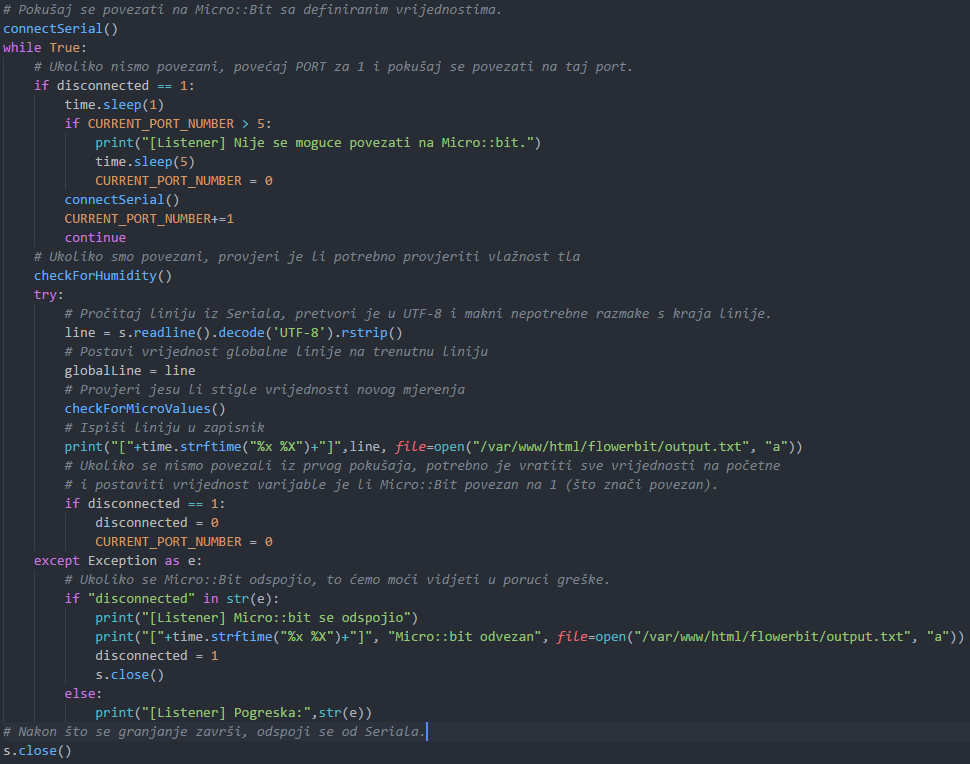 # Pokušaj se povezati na Micro::Bit sa definiranim vrijednostima.
connectSerial()
while True:
    # Ukoliko nismo povezani, povećaj PORT za 1 i pokušaj se povezati na taj port.
    if disconnected == 1:
        time.sleep(1)
        if CURRENT_PORT_NUMBER > 5:
            print("[Listener] Nije se moguce povezati na Micro::bit.")
            time.sleep(5)
            CURRENT_PORT_NUMBER = 0
        connectSerial()
        CURRENT_PORT_NUMBER+=1
        continue
    # Ukoliko smo povezani, provjeri je li potrebno provjeriti vlažnost tla
    checkForHumidity()
    try:
        # Pročitaj liniju iz Seriala, pretvori je u UTF-8 i makni nepotrebne razmake s kraja linije.
        line = s.readline().decode('UTF-8').rstrip()
        # Postavi vrijednost globalne linije na trenutnu liniju
        globalLine = line
        # Provjeri jesu li stigle vrijednosti novog mjerenja
        checkForMicroValues()
        # Ispiši liniju u zapisnik
        print("["+time.strftime("%x %X")+"]",line, file=open("/var/www/html/flowerbit/output.txt", "a"))
        # Ukoliko se nismo povezali iz prvog pokušaja, potrebno je vratiti sve vrijednosti na početne
        # i postaviti vrijednost varijable je li Micro::Bit povezan na 1 (što znači povezan).
        if disconnected == 1:
            disconnected = 0
            CURRENT_PORT_NUMBER = 0
    except Exception as e:
        # Ukoliko se Micro::Bit odspojio, to ćemo moći vidjeti u poruci greške.
        if "disconnected" in str(e):
            print("[Listener] Micro::bit se odspojio")
            print("["+time.strftime("%x %X")+"]", "Micro::bit odvezan", file=open("/var/www/html/flowerbit/output.txt", "a"))
            disconnected = 1
            s.close()
        else:
            print("[Listener] Pogreska:",str(e))
# Nakon što se granjanje završi, odspoji se od Seriala.
s.close()